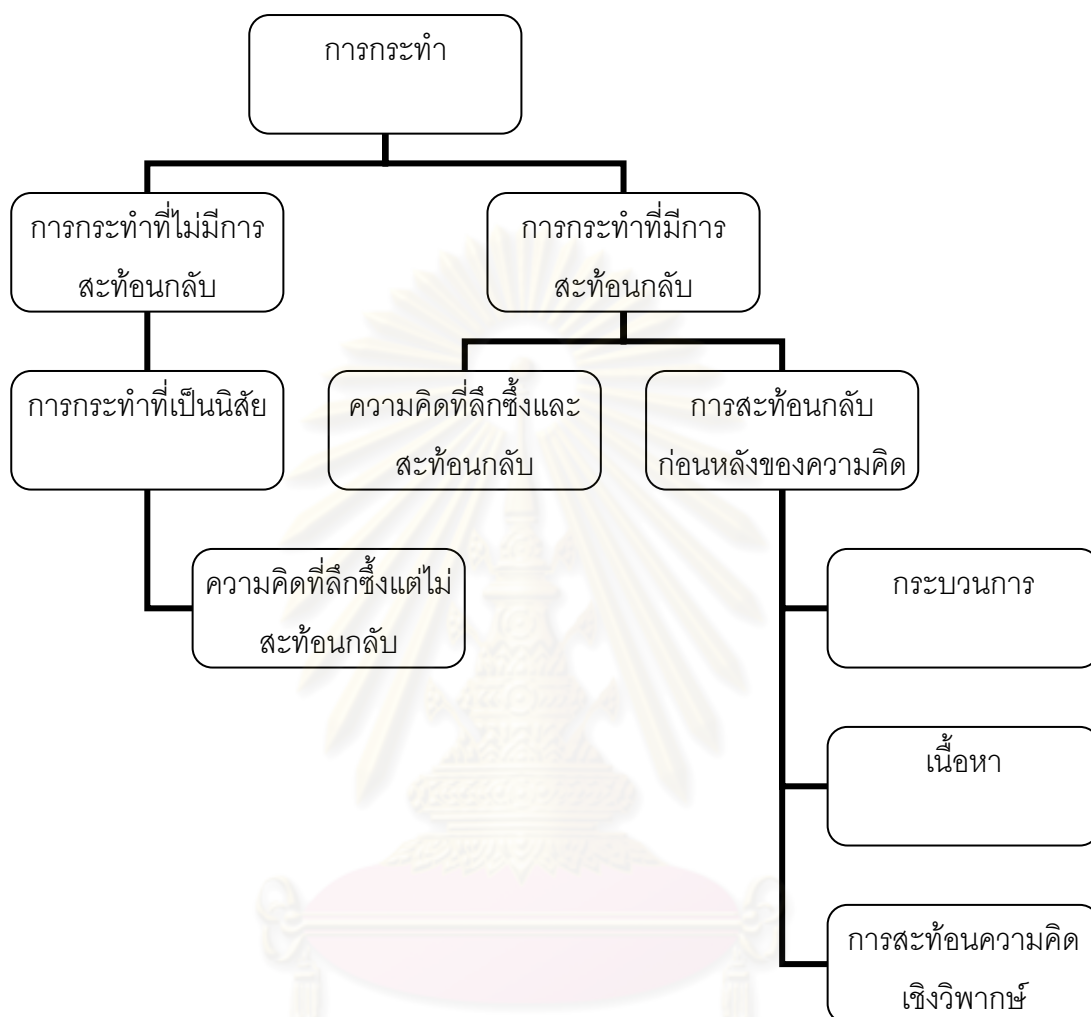 การกระทำ
การกระทำที่ไม่มีการ
สะท้อนกลับ
การกระทำที่มีการ
สะท้อนกลับ
การกระทำที่เป็นนิสัย
ความคิดที่ลึกซึ้งและ
สะท้อนกลับ
การสะท้อนกลับ
ก่อนหลังของความคิด
ความคิดที่ลึกซึ้งแต่ไม่
สะท้อนกลับ
กระบวนการ
เนื้อหา
การสะท้อนความคิด
เชิงวิพากษ์